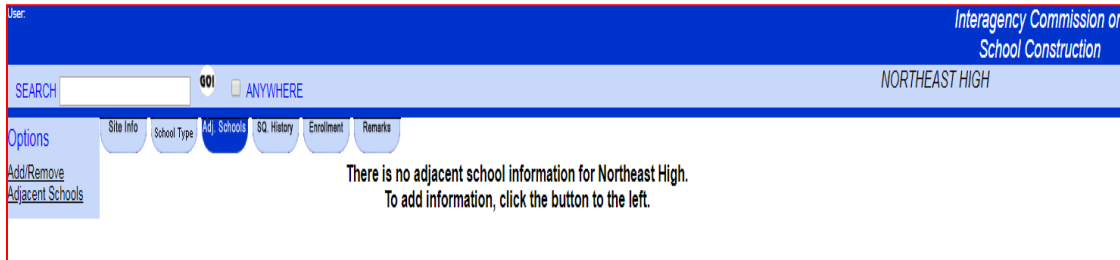 User:
Interagency Commission on
School Construction
SEARCH GO! ANYWHERE
NORTHEAST HIGH
Options
Site Info School Type Adj. Schools SQ. History Enrollment Remarks
Add/Remove
Adjacent Schools
There is no adjacent school information for Northeast High.
To add information, click the button to the left.